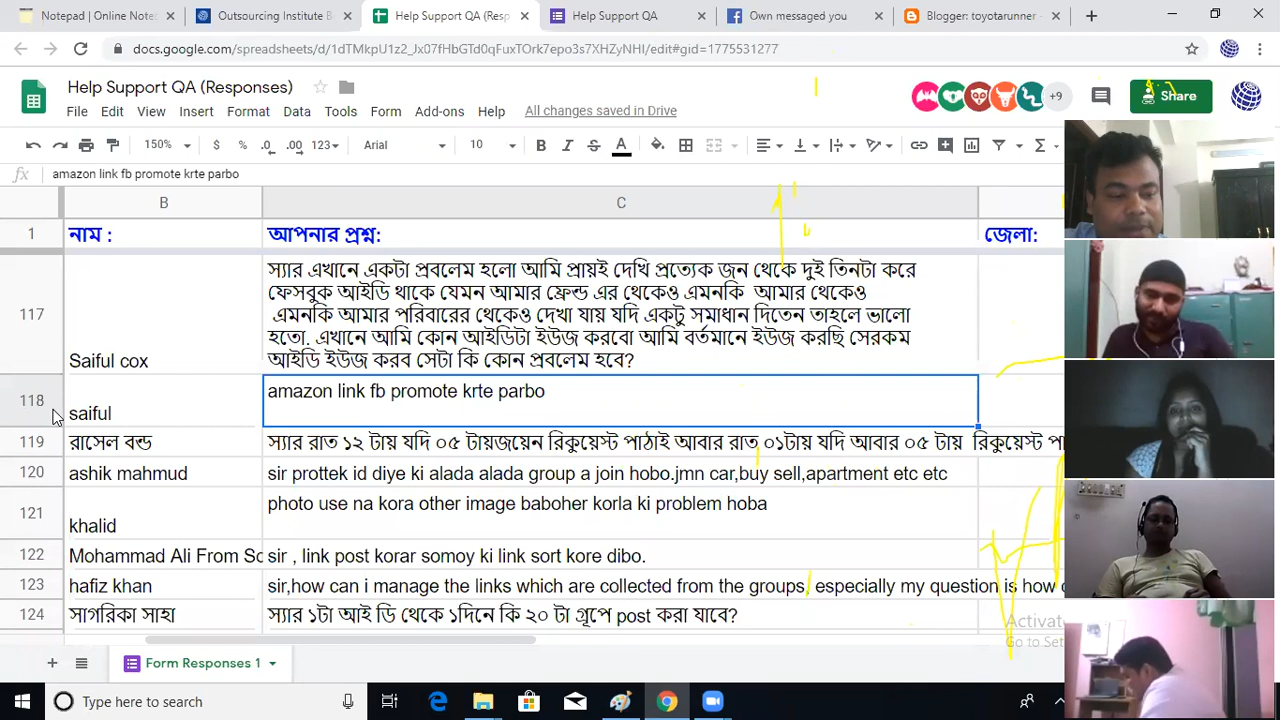 Notepad | Online Notes
Outsourcing Institute B
Help Support QA (Respons
Help Support QA
Own messaged you
Blogger: toyotarunner -
docs.google.com/spreadsheets/d/1dTMkpU1z2_Jx07fHbGTd0qFuxTOrk7epo3s7XHZyNHI/edit#gid=1775531277
Help Support QA (Responses)
+9
Share
File Edit View Insert Format Data Tools Form Add-ons Help All changes saved in Drive
150% $ % .0 .00 123 Arial 10 B I S A
fx amazon link fb promote krte parbo
B C
1 নাম : আপনার প্রশ্ন: জেলা:
স্যার এখানে একটা প্রবলেম হলো আমি প্রায়ই দেখি প্রত্যেক জন থেকে দুই তিনটা করে
ফেসবুক আইডি থাকে যেমন আমার ফ্রেন্ড এর থেকেও এমনকি আমার থেকেও
117 এমনকি আমার পরিবারের থেকেও দেখা যায় যদি একটু সমাধান দিতেন তাহলে ভালো
হতো. এখানে আমি কোন আইডিটা ইউজ করবো আমি বর্তমানে ইউজ করছি সেরকম
Saiful cox আইডি ইউজ করব সেটা কি কোন প্রবলেম হবে?
118 saiful amazon link fb promote krte parbo
119 রাসেল বন্ড স্যার রাত ১২ টায় যদি ০৫ টায়জয়েন রিকুয়েস্ট পাঠাই আবার রাত ০১টায় যদি আবার ০৫ টায় রিকুয়েস্ট
120 ashik mahmud sir prottek id diye ki alada alada group a join hobo.jmn car,buy sell,apartment etc etc
121 khalid photo use na kora other image baboher korla ki problem hoba
122 Mohammad Ali From Sc sir , link post korar somoy ki link sort kore dibo.
123 hafiz khan sir,how can i manage the links which are collected from the groups, especially my question is how
124 সাগরিকা সাহা স্যার ১টা আই ডি থেকে ১দিনে কি ২০ টা গ্রূপে post করা যাবে?
Activate
Go to Set
Form Responses 1
Type here to search